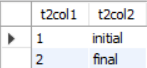 t2col1 t2col2
1 initial
2 final